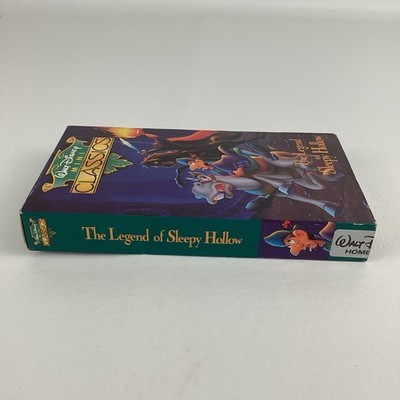 Walt Disney
MINI
CLASSICS
The Legend
of
Sleepy Hollow
The Legend of Sleepy Hollow
WALT D
HOME